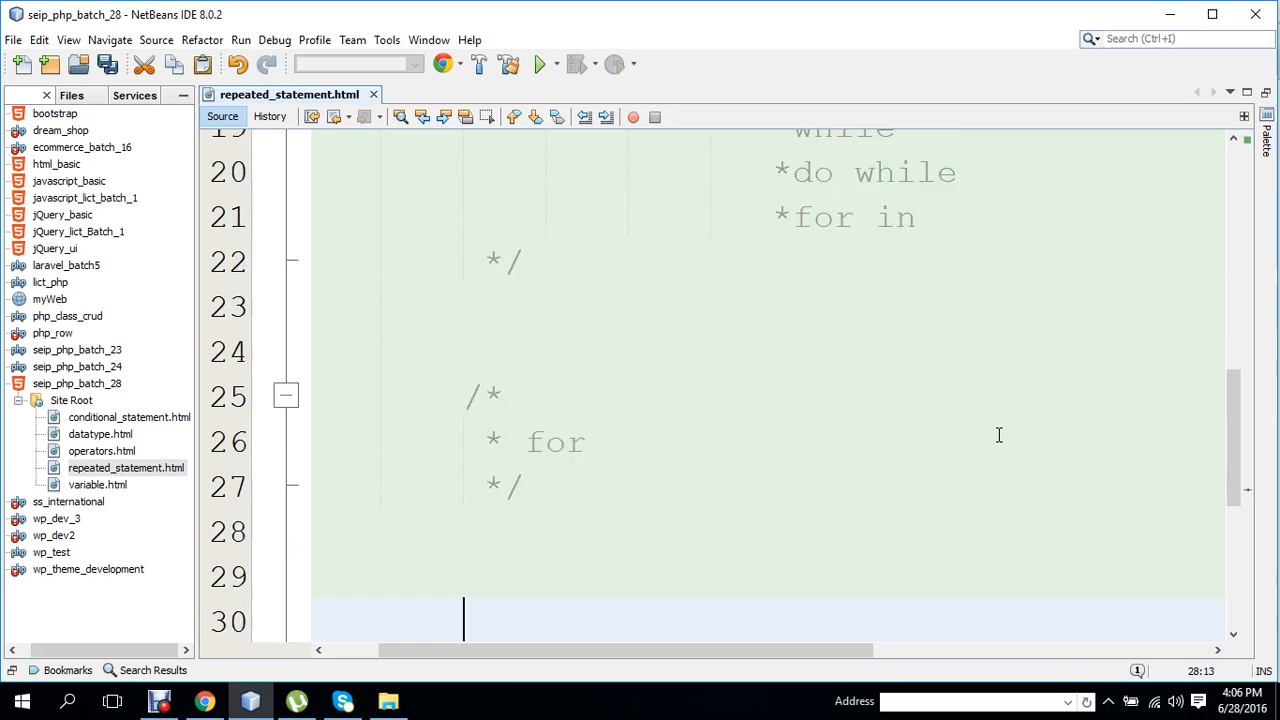 seip_php_batch_28 - NetBeans IDE 8.0.2
File Edit View Navigate Source Refactor Run Debug Profile Team Tools Window Help
Search (Ctrl+I)
Files Services
repeated_statement.html
Source History
Palette
bootstrap
dream_shop
ecommerce_batch_16
html_basic
javascript_basic
javascript_lict_batch_1
jQuery_basic
jQuery_lict_Batch_1
jQuery_ui
laravel_batch5
lict_php
myWeb
php_class_crud
php_row
seip_php_batch_23
seip_php_batch_24
seip_php_batch_28
Site Root
conditional_statement.html
datatype.html
operators.html
repeated_statement.html
variable.html
ss_international
wp_dev_3
wp_dev2
wp_test
wp_theme_development
19 while
20 *do while
21 *for in
22 */
23
24
25 /*
26 * for
27 */
28
29
30
Bookmarks Search Results
1 28:13 INS
Address
4:06 PM
6/28/2016